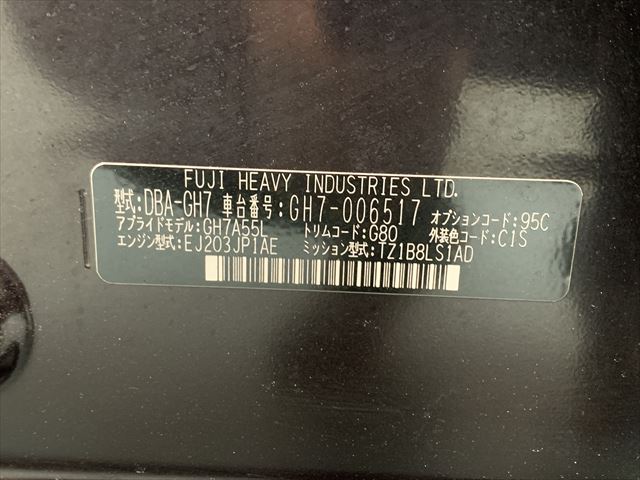 FUJI HEAVY INDUSTRIES LTD.
型式:DBA-GH7 車台番号:GH7-006517 オプションコード:95C
アプライドモデル:GH7A55L トリムコード:G80 外装色コード:C1S
エンジン型式:EJ203JPIAE ミッション型式:TZ1B8LS1AD